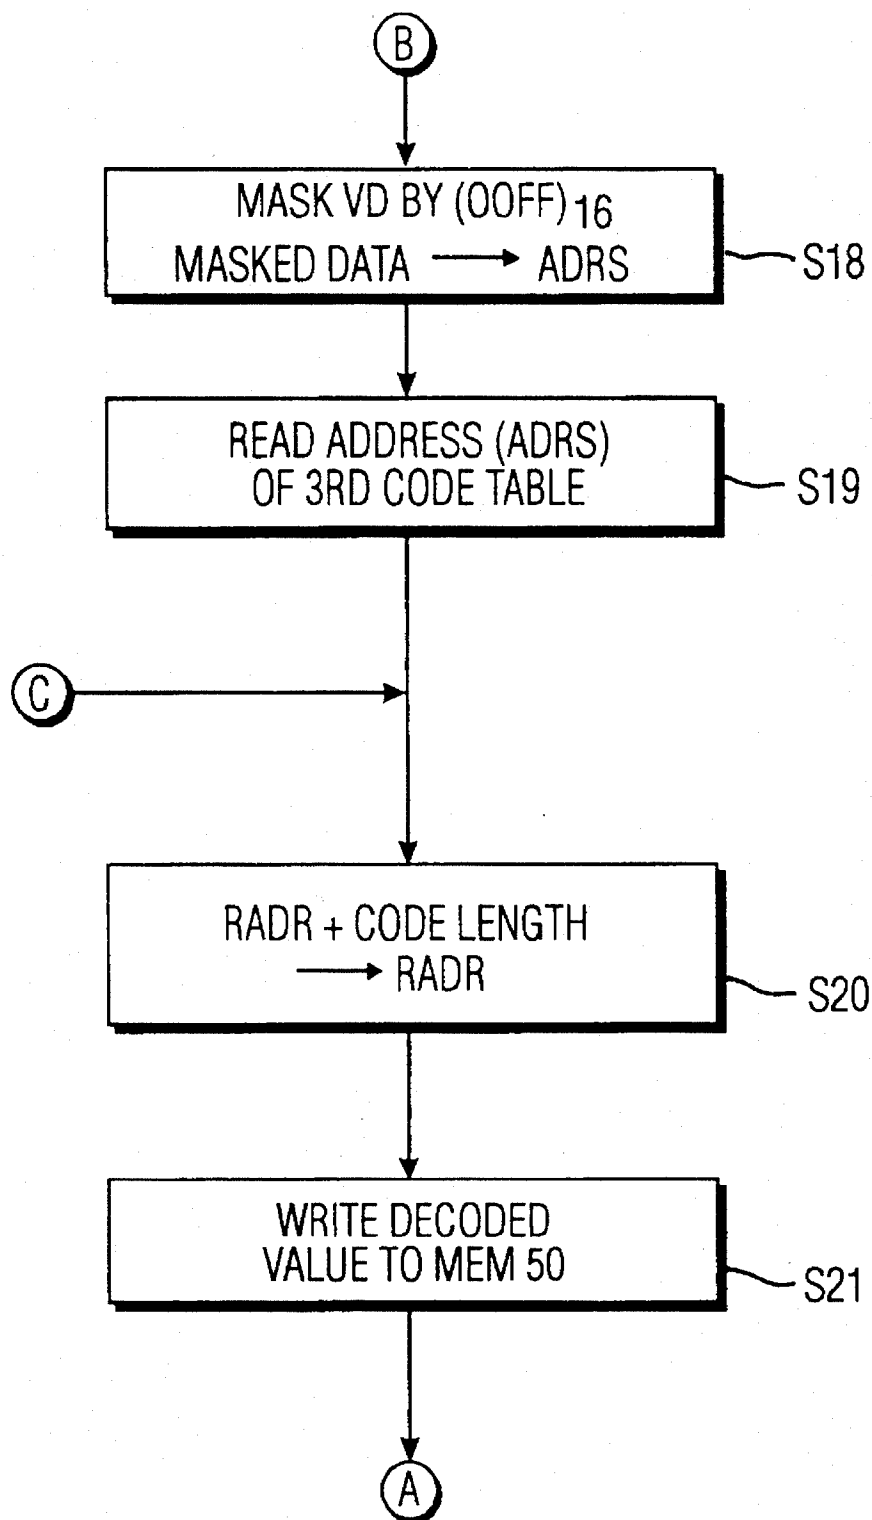 B
MASK VD BY (00FF)16
MASKED DATA → ADRS
S18
READ ADDRESS (ADRS)
OF 3RD CODE TABLE
S19
C
RADR + CODE LENGTH
→ RADR
S20
WRITE DECODED
VALUE TO MEM 50
S21
A